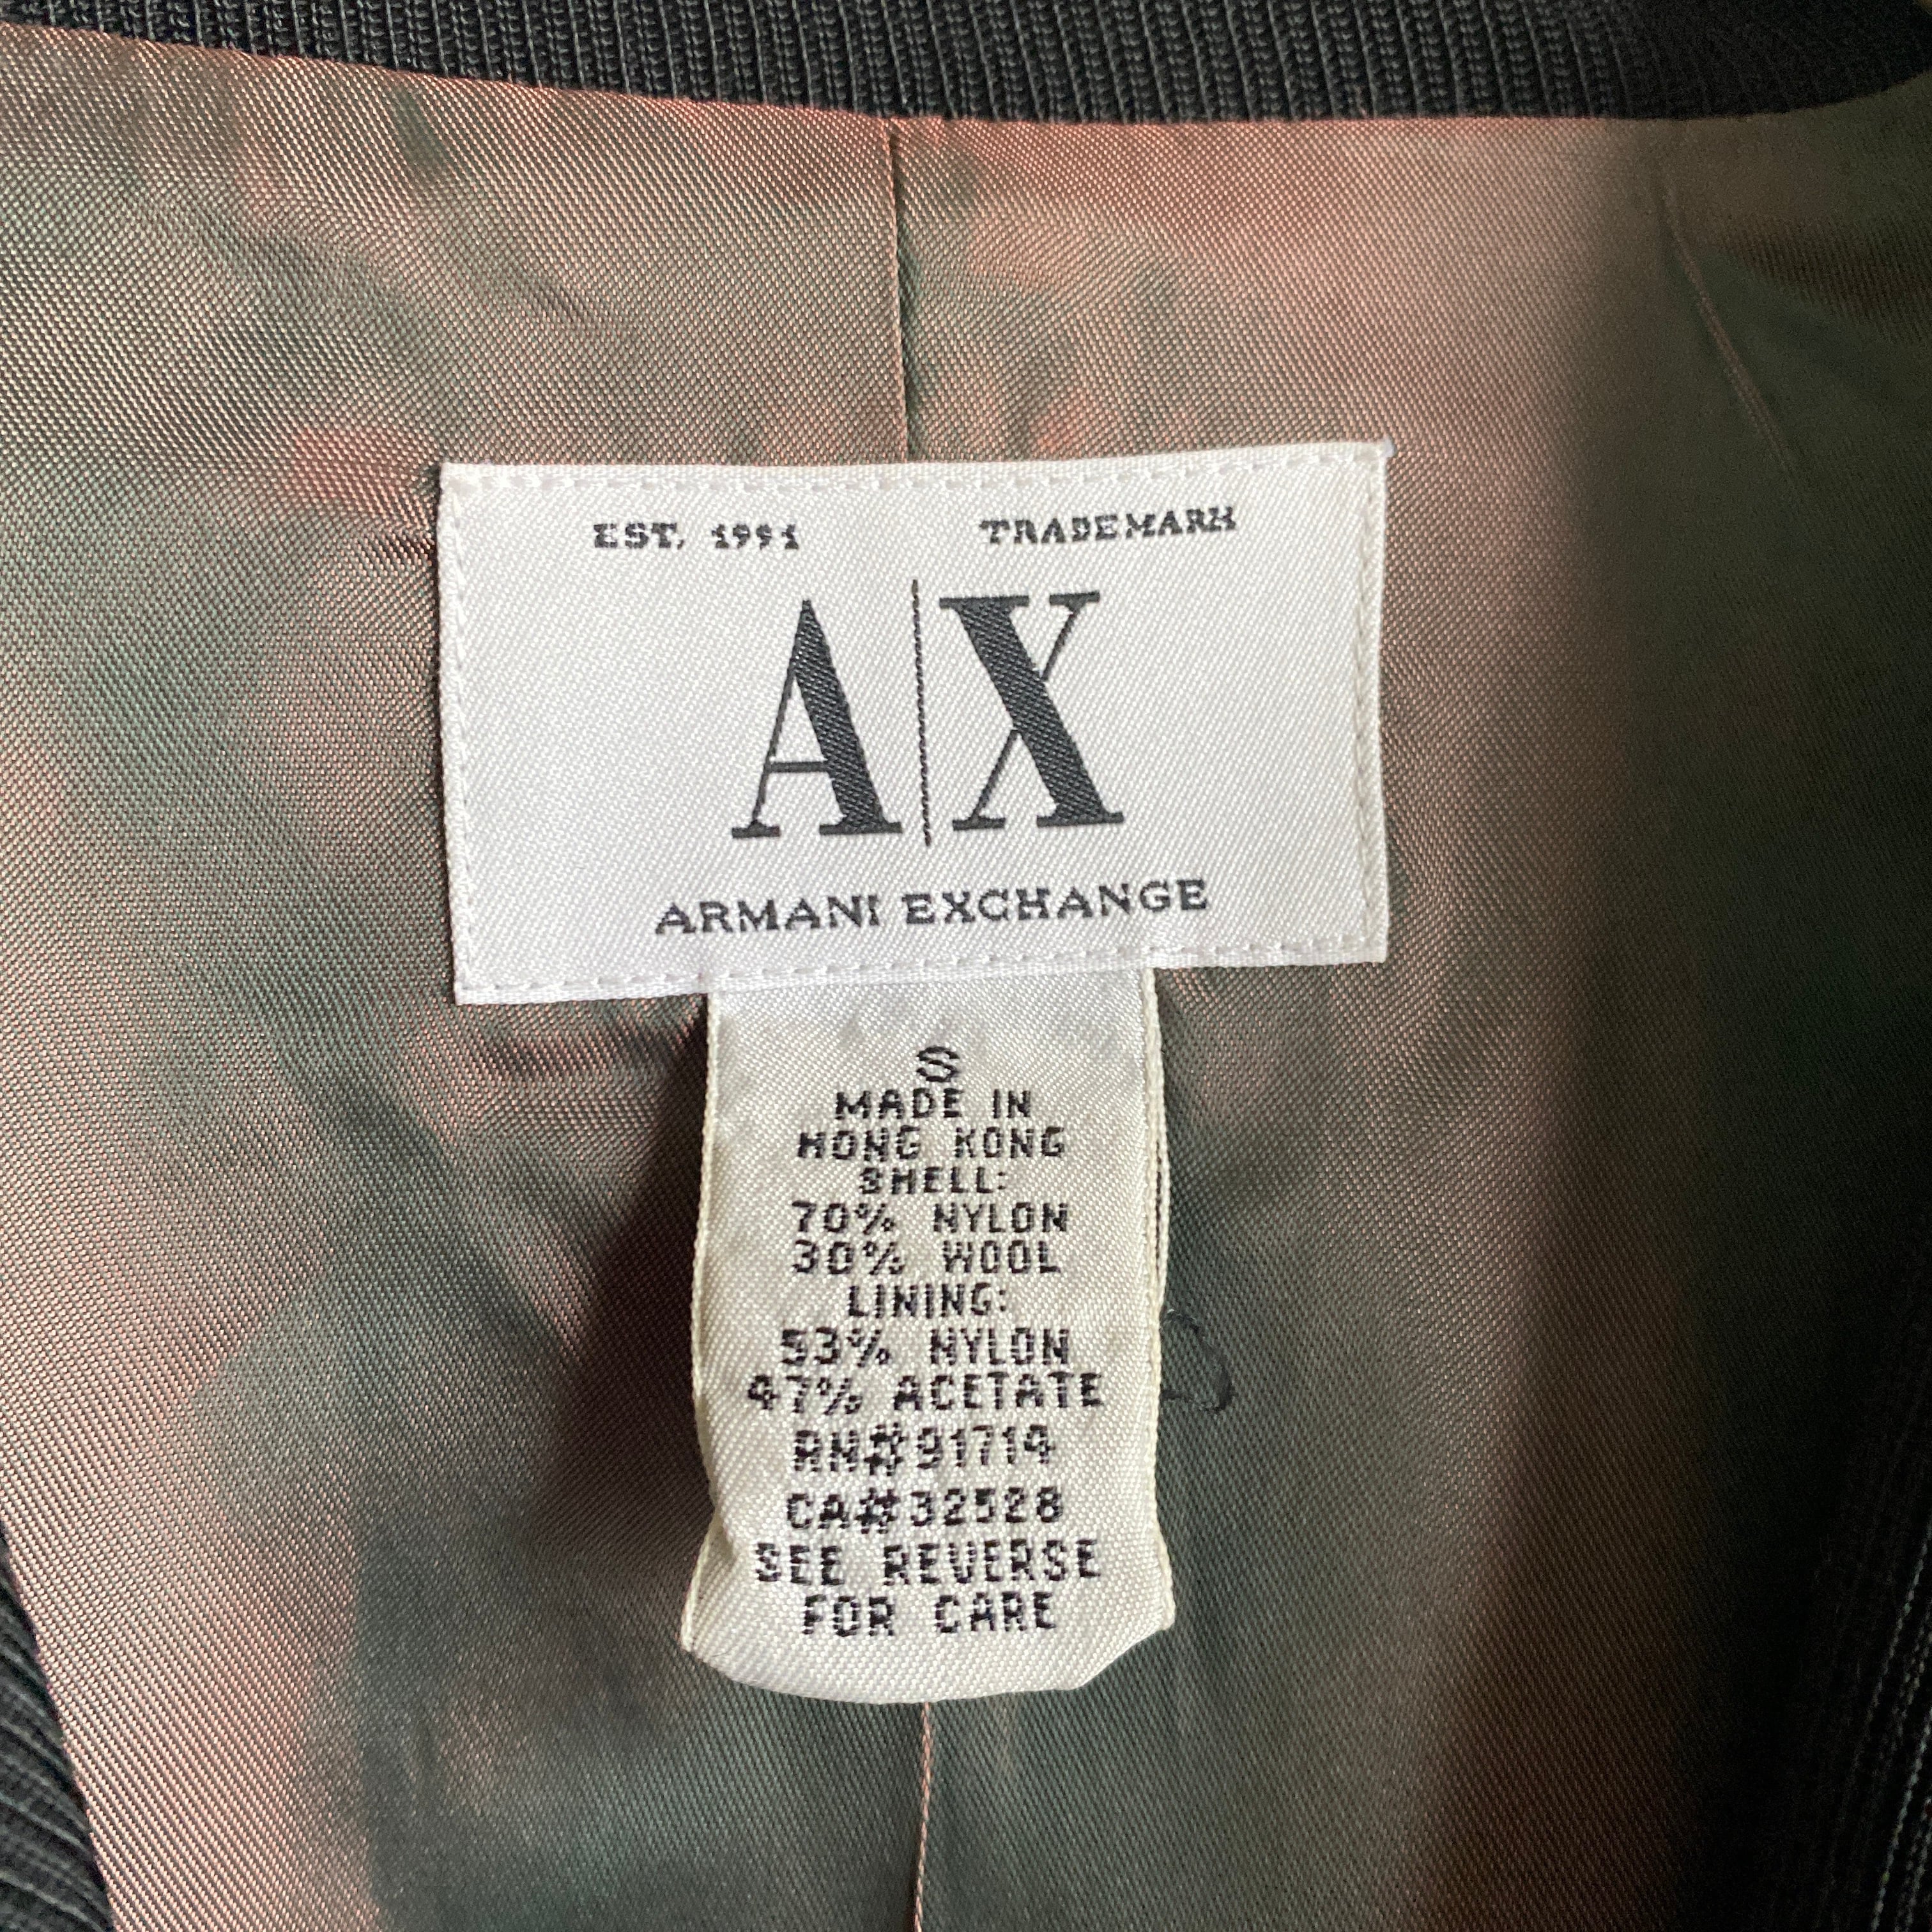 EST. 1991 TRADEMARK
A|X
ARMANI EXCHANGE
S
MADE IN
HONG KONG
SHELL:
70% NYLON
30% WOOL
LINING:
53% NYLON
47% ACETATE
RN#91714
CA#32528
SEE REVERSE
FOR CARE